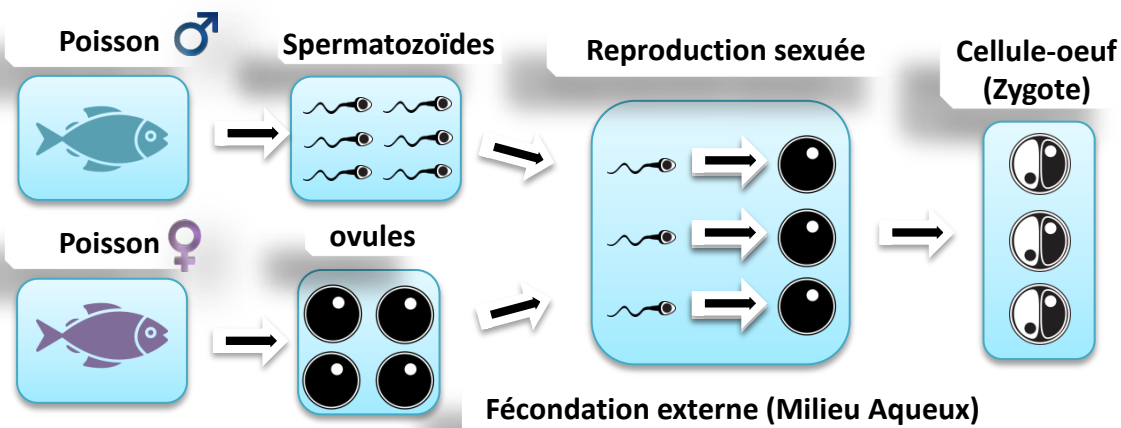 Poisson
Spermatozoïdes
Reproduction sexuée
Cellule-oeuf
(Zygote)
Poisson
ovules
Fécondation externe (Milieu Aqueux)